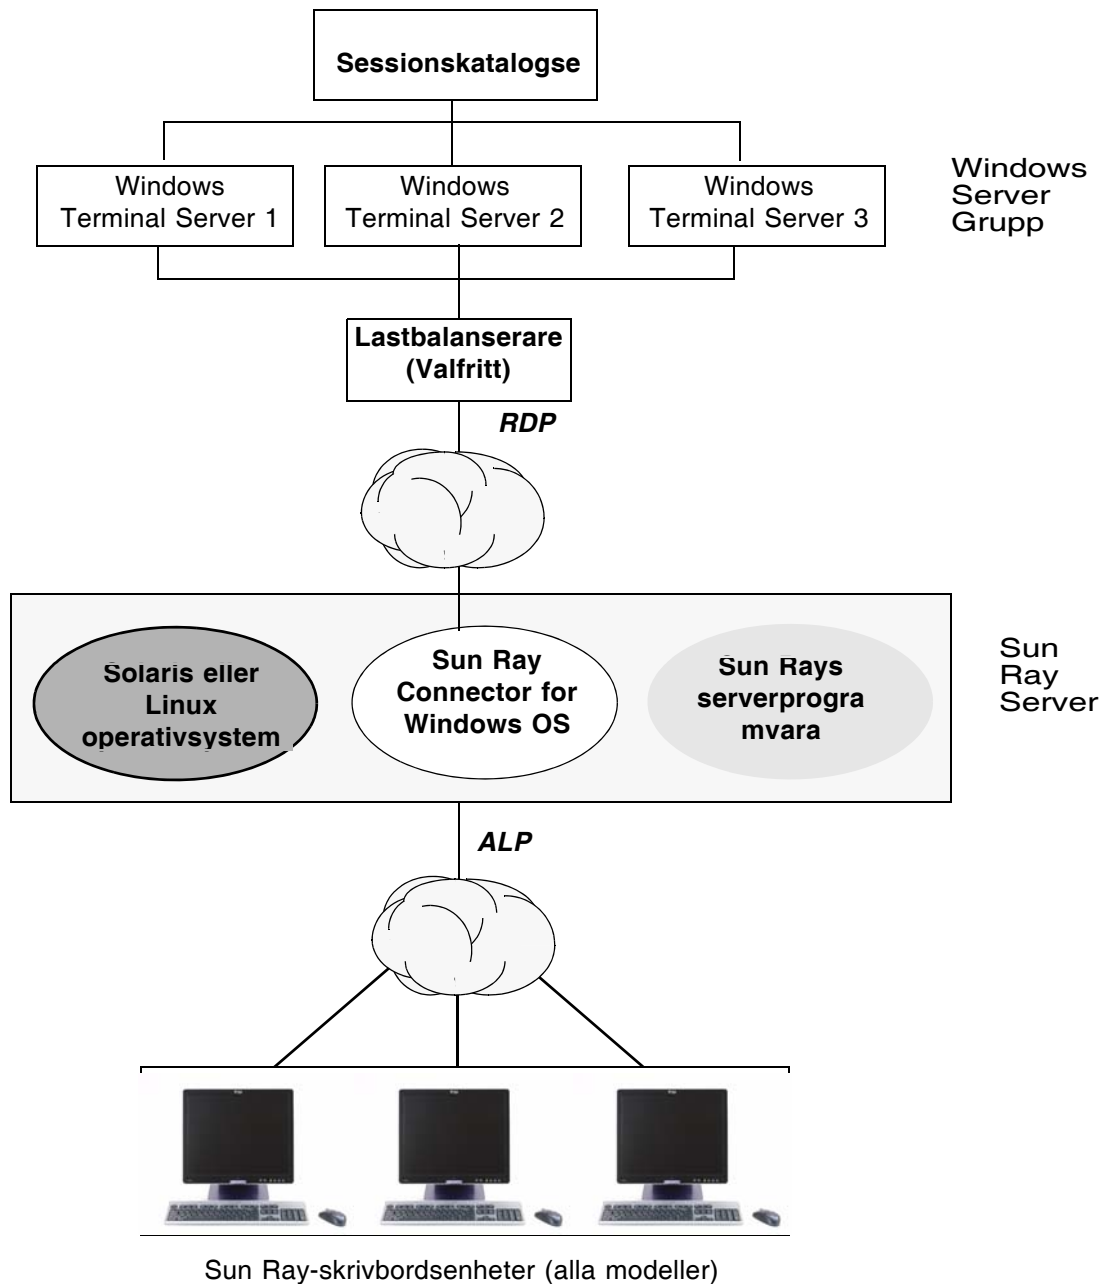 Sessionskatalogse
Windows
Terminal Server 1
Windows
Terminal Server 2
Windows
Terminal Server 3
Windows
Server
Grupp
Lastbalanserare
(Valfritt)
RDP
Solaris eller
Linux
operativsystem
Sun Ray
Connector for
Windows OS
Sun Rays
serverprogra
mvara
Sun
Ray
Server
ALP
Sun Ray-skrivbordsenheter (alla modeller)